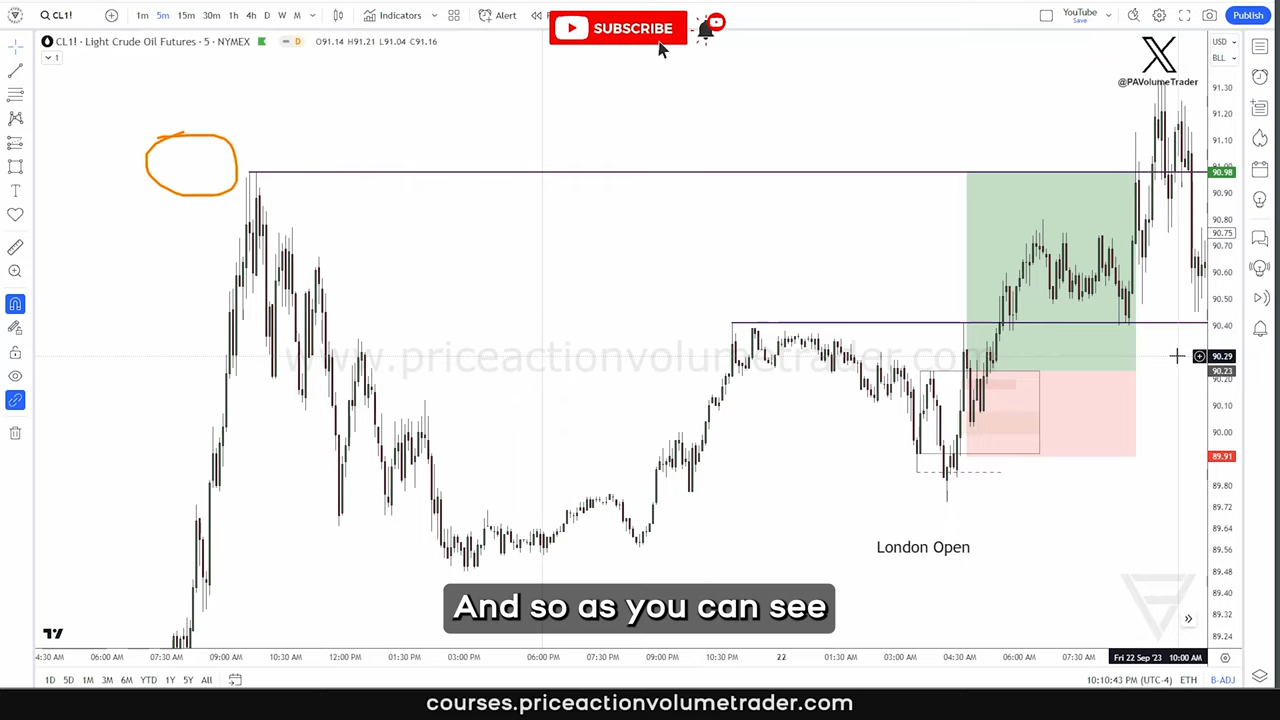 CL1!
1m 5m 15m 30m 1h 4h D W M
Indicators
Alert
SUBSCRIBE
YouTube
Save
Publish
CL1! · Light Crude Oil Futures · 5 · NYMEX
D
O91.14 H91.21 L91.04 C91.16
1
USD
BLL
@PAVolumeTrader
91.30
91.20
91.10
91.00
90.98
90.90
90.80
90.75
90.70
90.60
90.50
90.40
90.29
90.23
90.20
90.10
90.00
89.91
89.80
89.72
89.64
89.56
89.48
89.40
89.32
89.24
www.priceactionvolumetrader.com
London Open
And so as you can see
4:30 AM 06:00 AM 07:30 AM 09:00 AM 10:30 AM 12:00 PM 03:00 PM 06:00 PM 07:30 PM 09:00 PM 10:30 PM 22 01:30 AM 03:00 AM 04:30 AM 06:00 AM 07:30 AM Fri 22 Sep '23 10:00 AM
1D 5D 1M 3M 6M YTD 1Y 5Y All
10:10:43 PM (UTC-4) ETH B-ADJ
courses.priceactionvolumetrader.com